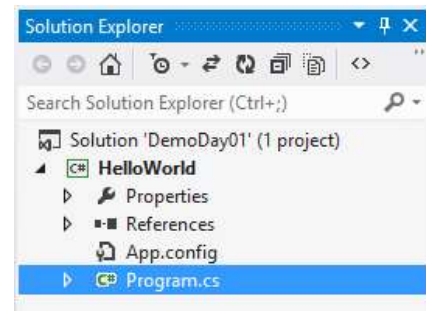 Solution Explorer
Search Solution Explorer (Ctrl+;)
Solution 'DemoDay01' (1 project)
C# HelloWorld
Properties
References
App.config
C# Program.cs